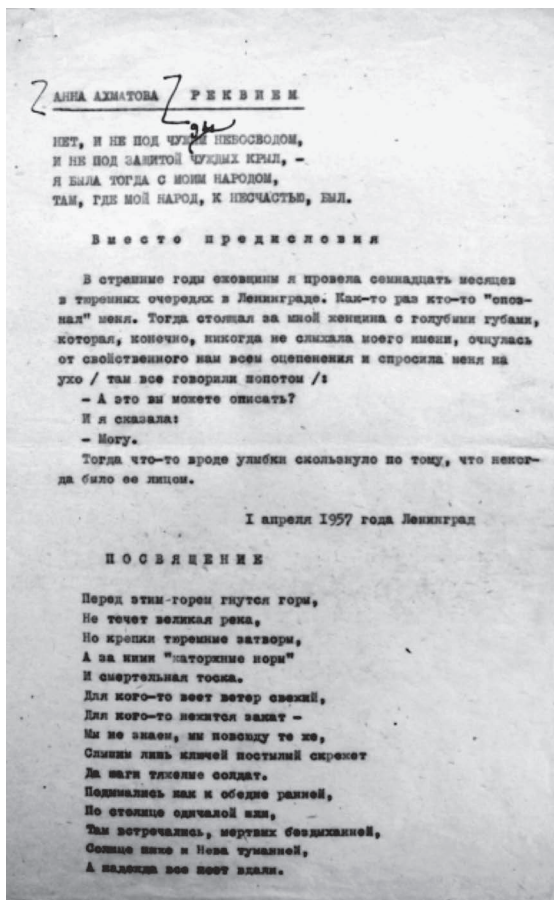 АННА АХМАТОВА РЕКВИЕМ
НЕТ, И НЕ ПОД ЧУЖДЫМ НЕБОСВОДОМ,
И НЕ ПОД ЗАЩИТОЙ ЧУЖДЫХ КРЫЛ, -
Я БЫЛА ТОГДА С МОИМ НАРОДОМ,
ТАМ, ГДЕ МОЙ НАРОД, К НЕСЧАСТЬЮ, БЫЛ.
Вместо предисловия
В страшные годы ежовщины я провела семнадцать месяцев
в тюремных очередях в Ленинграде. Как-то раз кто-то "опоз-
нал" меня. Тогда стоящая за мной женщина с голубыми губами,
которая, конечно, никогда не слыхала моего имени, очнулась
от свойственного нам всем оцепенения и спросила меня на
ухо / там все говорили шопотом /:
- А это вы можете описать?
И я сказала:
- Могу.
Тогда что-то вроде улыбки скользнуло по тому, что неког-
да было ее лицом.
I апреля 1957 года Ленинград
ПОСВЯЩЕНИЕ
Перед этим горем гнутся горы,
Не течет великая река,
Но крепки тюремные затворы,
А за ними "каторжные норы"
И смертельная тоска.
Для кого-то веет ветер свежий,
Для кого-то нежится закат -
Мы не знаем, мы повсюду те же,
Слышим лишь ключей постылый скрежет
Да шаги тяжелые солдат.
Подымались как к обедне ранней,
По столице одичалой шли,
Там встречались, мертвых бездыханней,
Солнце ниже и Нева туманней,
А надежда все поет вдали.